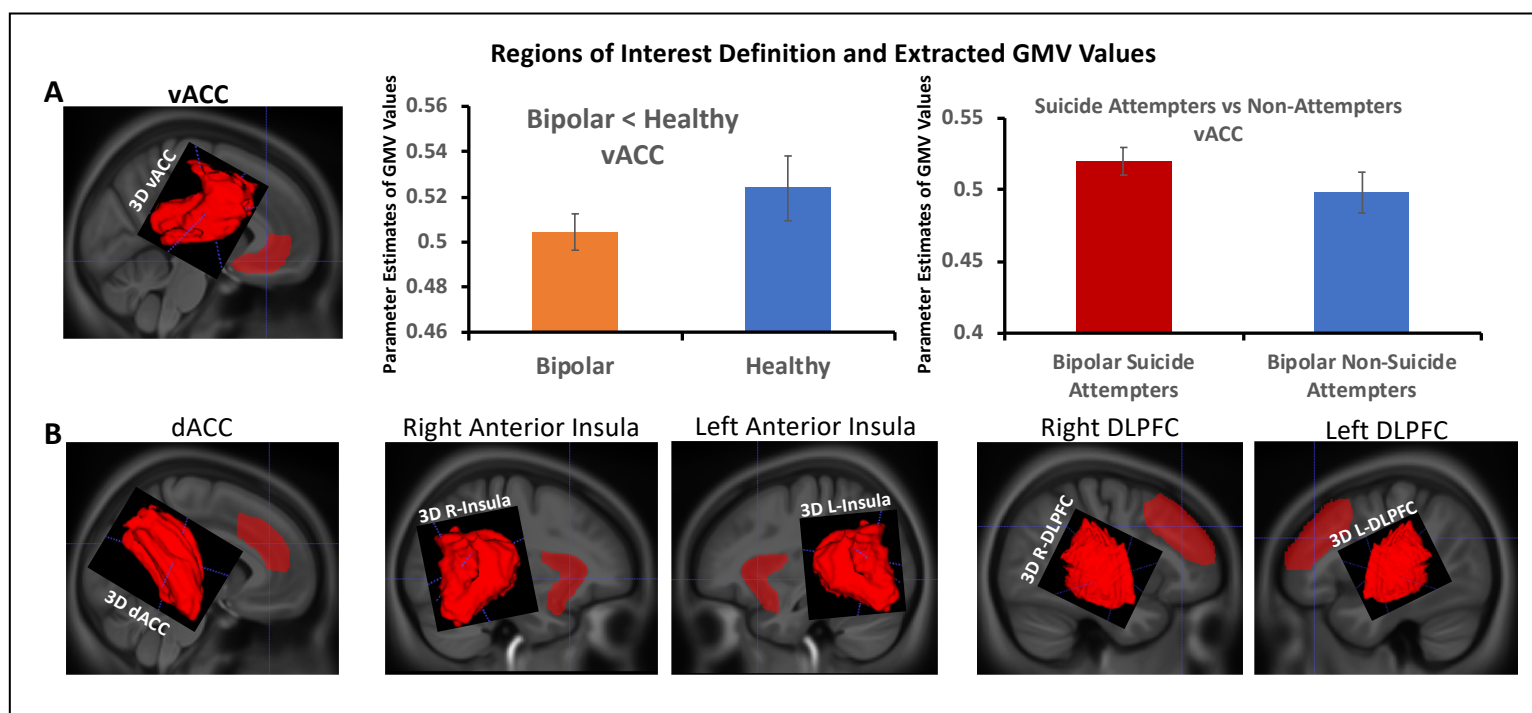 Regions of Interest Definition and Extracted GMV Values
A
vACC
3D vACC
Parameter Estimates of GMV Values
0.56
0.54
0.52
0.5
0.48
0.46
Bipolar < Healthy
vACC
Bipolar
Healthy
Parameter Estimates of GMV Values
0.55
0.5
0.45
0.4
Suicide Attempters vs Non-Attempters
vACC
Bipolar Suicide
Attempters
Bipolar Non-Suicide
Attempters
B
dACC
3D dACC
Right Anterior Insula
3D R-Insula
Left Anterior Insula
3D L-Insula
Right DLPFC
3D R-DLPFC
Left DLPFC
3D L-DLPFC